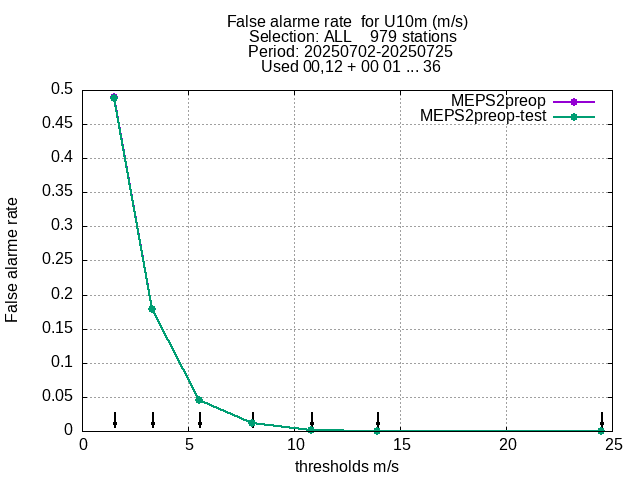 False alarme rate  for U10m (m/s)
Selection: ALL    979 stations
Period: 20250702-20250725
Used 00,12 + 00 01 ... 36
MEPS2preop
MEPS2preop-test
False alarme rate
0.5
0.45
0.4
0.35
0.3
0.25
0.2
0.15
0.1
0.05
0
0 5 10 15 20 25
thresholds m/s